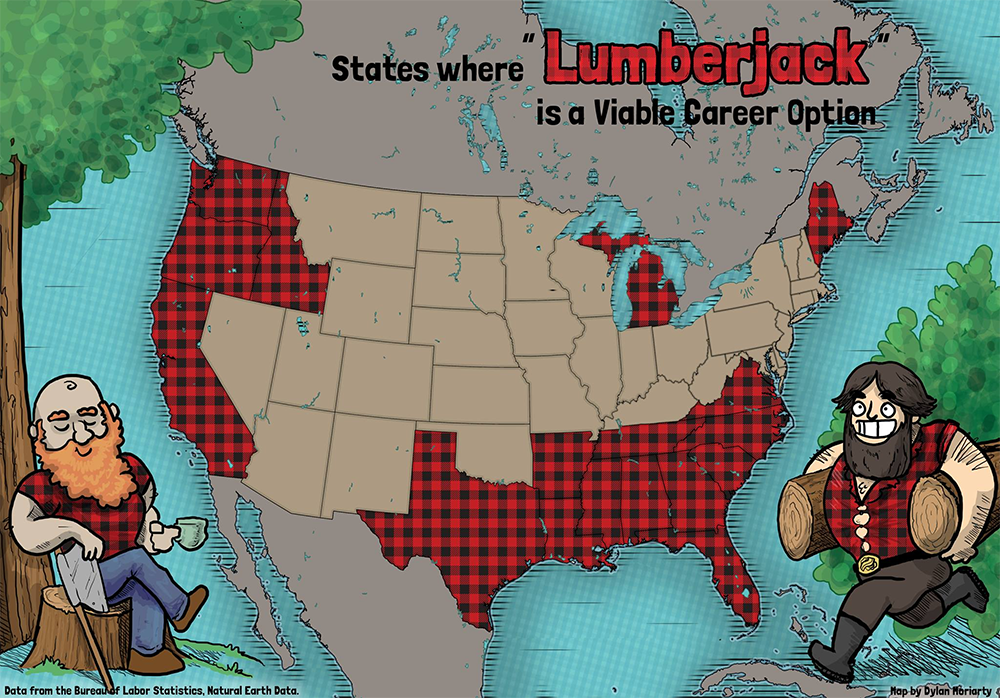 States where "Lumberjack"
is a Viable Career Option
Data from the Bureau of Labor Statistics, Natural Earth Data.
Map by Dylan Moriarty